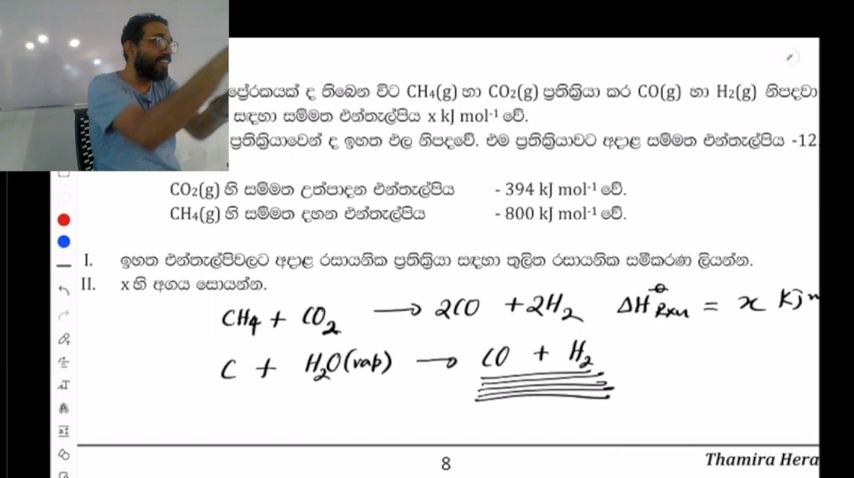 ප්‍රේරකයක් ද තිබෙන විට CH₄(g) හා CO₂(g) ප්‍රතික්‍රියා කර CO(g) හා H₂(g) නිපදවා
සඳහා සම්මත එන්තැල්පිය x kJ mol⁻¹ වේ.
ප්‍රතික්‍රියාවෙන් ද ඉහත ඵල නිපදවේ. එම ප්‍රතික්‍රියාවට අදාළ සම්මත එන්තැල්පිය -12
CO₂(g) හි සම්මත උත්පාදන එන්තැල්පිය - 394 kJ mol⁻¹ වේ.
CH₄(g) හි සම්මත දහන එන්තැල්පිය - 800 kJ mol⁻¹ වේ.
I. ඉහත එන්තැල්පිවලට අදාළ රසායනික ප්‍රතික්‍රියා සඳහා තුලිත රසායනික සමීකරණ ලියන්න.
II. x හි අගය සොයන්න.
CH₄ + CO₂ → 2CO + 2H₂ ΔH°Rxn = x kJ
C + H₂O(vap) → CO + H₂
8 Thamira Hera